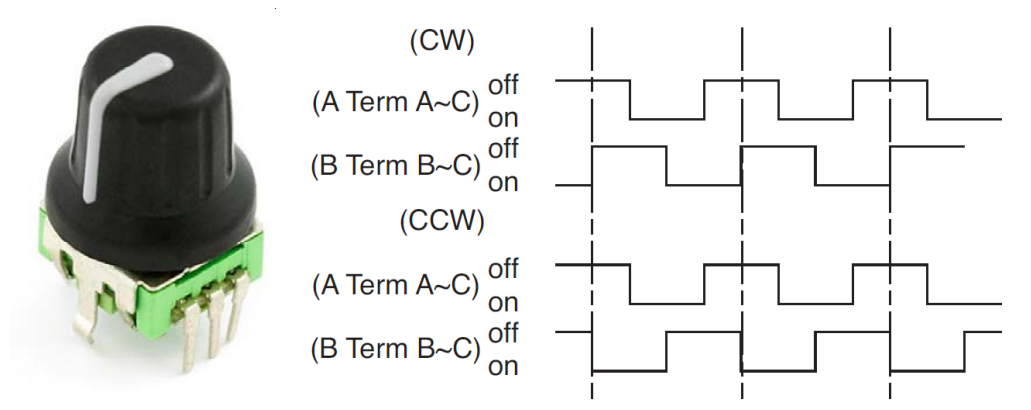 (CW)
(A Term A~C) off
on
(B Term B~C) off
on
(CCW)
(A Term A~C) off
on
(B Term B~C) off
on